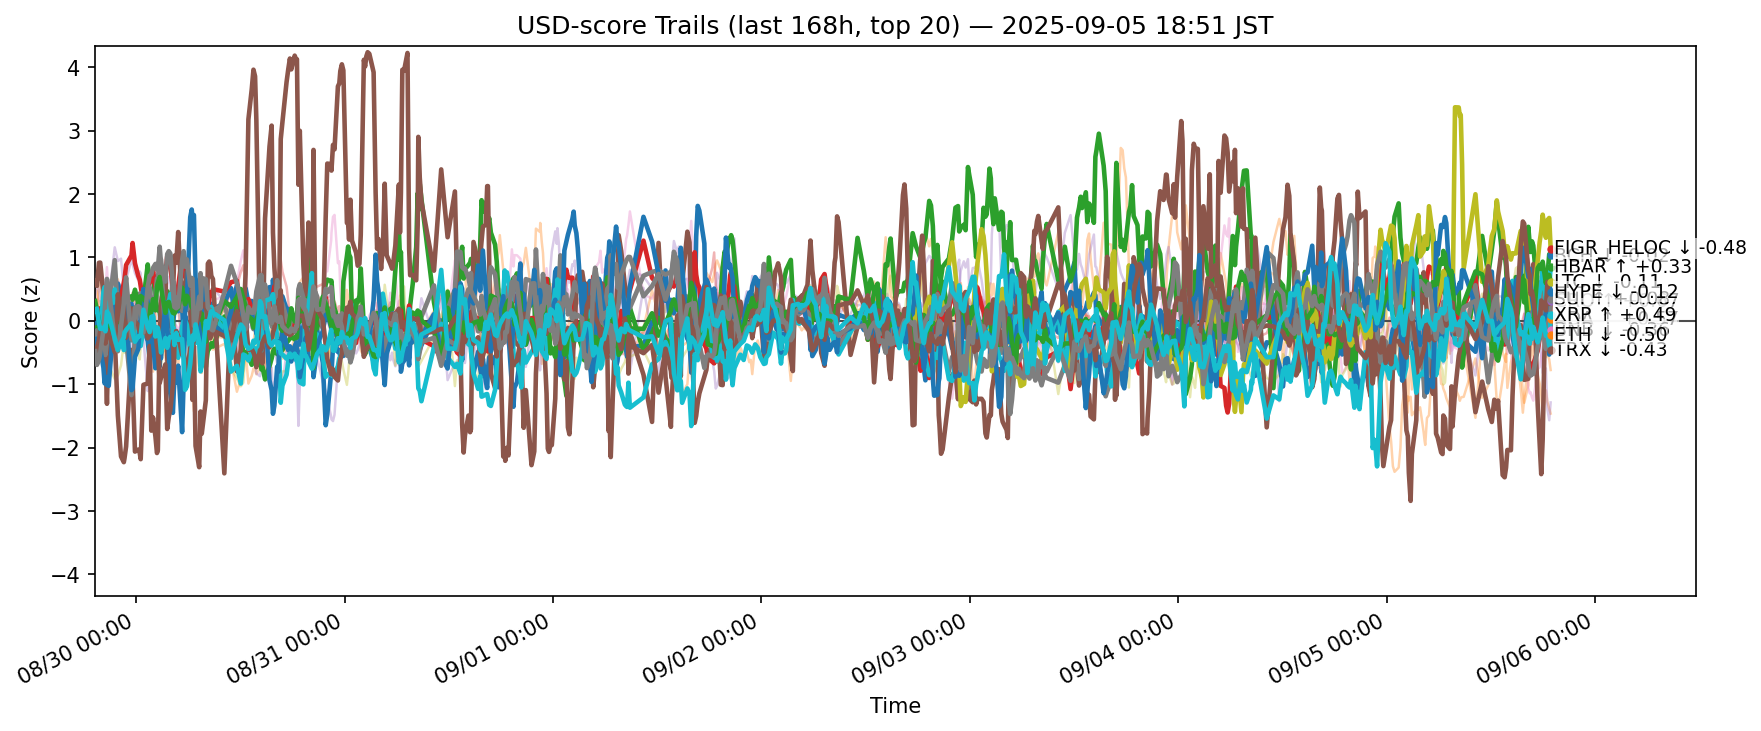 USD-score Trails (last 168h, top 20) — 2025-09-05 18:51 JST
Score (z)
4
3
2
1
0
−1
−2
−3
−4
FIGR_HELOC ↓ -0.48
HBAR ↑ +0.33
LTC ↓ -0.11
HYPE ↓ -0.12
XRP ↑ +0.49
ETH ↓ -0.50
TRX ↓ -0.43
08/30 00:00
08/31 00:00
09/01 00:00
09/02 00:00
09/03 00:00
09/04 00:00
09/05 00:00
09/06 00:00
Time